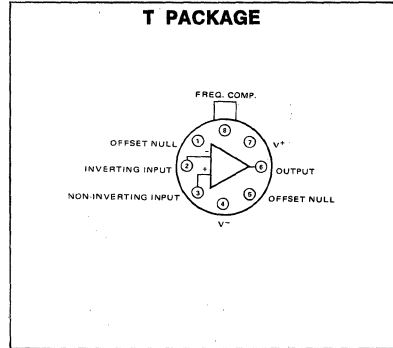 T PACKAGE
FREQ. COMP.
8
OFFSET NULL 1 7 V+
INVERTING INPUT 2 - 6 OUTPUT
+
NON-INVERTING INPUT 3 5 OFFSET NULL
4
V-